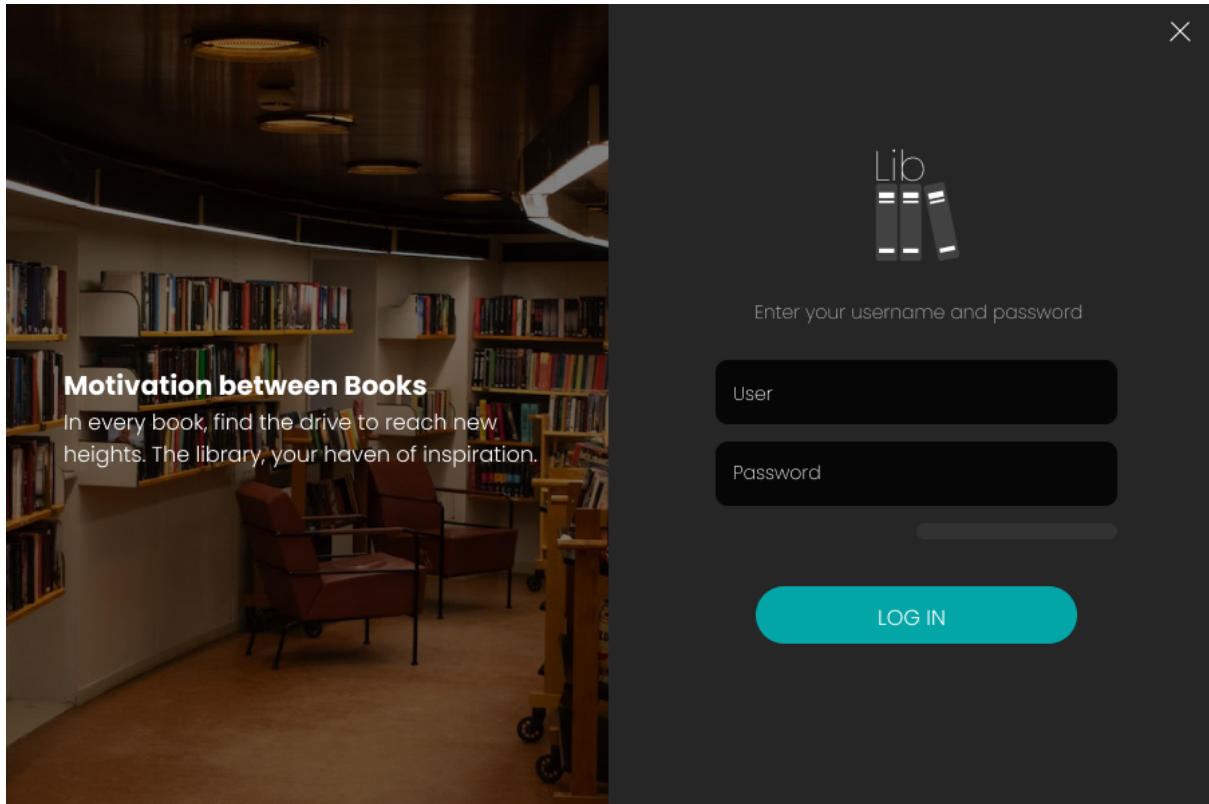 Motivation between Books
In every book, find the drive to reach new
heights. The library, your haven of inspiration.
Lib
Enter your username and password
User
Password
LOG IN